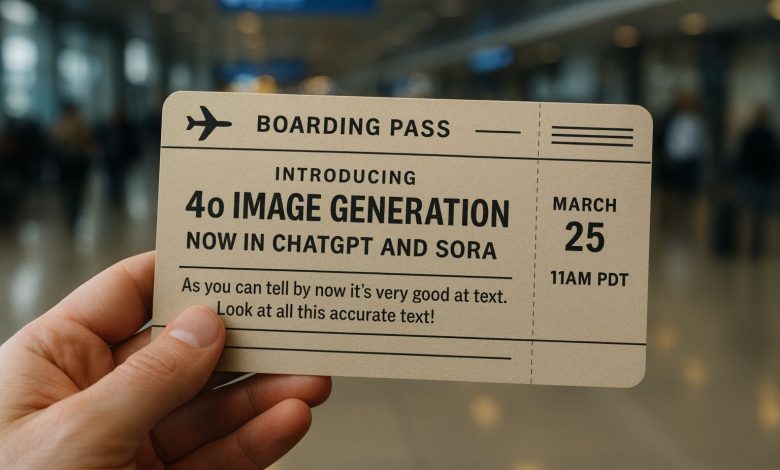 BOARDING PASS
INTRODUCING
4o IMAGE GENERATION
NOW IN CHATGPT AND SORA
As you can tell by now it's very good at text.
Look at all this accurate text!
MARCH
25
11AM PDT